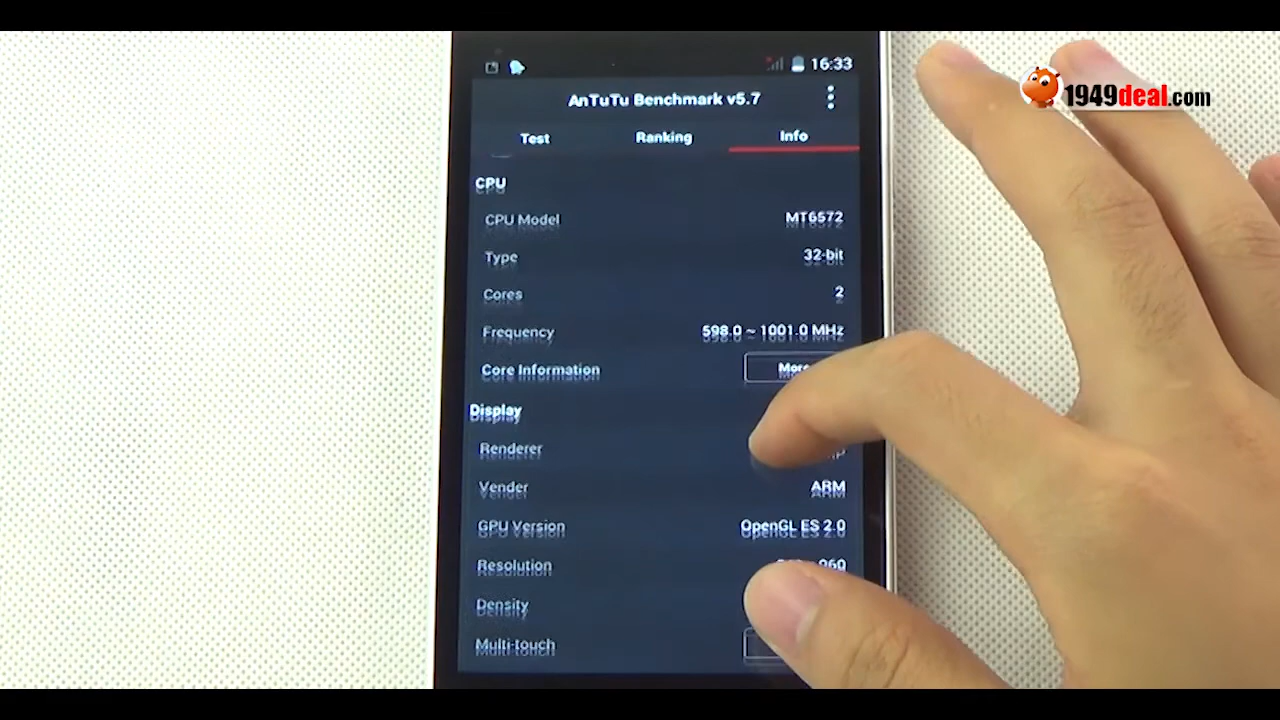 16:33
1949deal.com
AnTuTu Benchmark v5.7
Test Ranking Info
CPU
CPU Model MT6572
Type 32-bit
Cores 2
Frequency 598.0 ~ 1001.0 MHz
Core Information More
Display
Renderer
Vender ARM
GPU Version OpenGL ES 2.0
Resolution 960
Density
Multi-touch